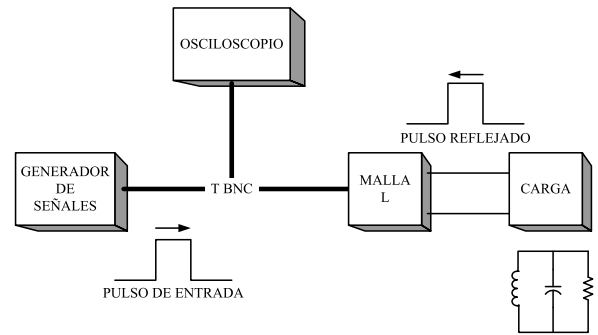 OSCILOSCOPIO
PULSO REFLEJADO
GENERADOR
DE
SEÑALES
T BNC
MALLA
L
CARGA
PULSO DE ENTRADA